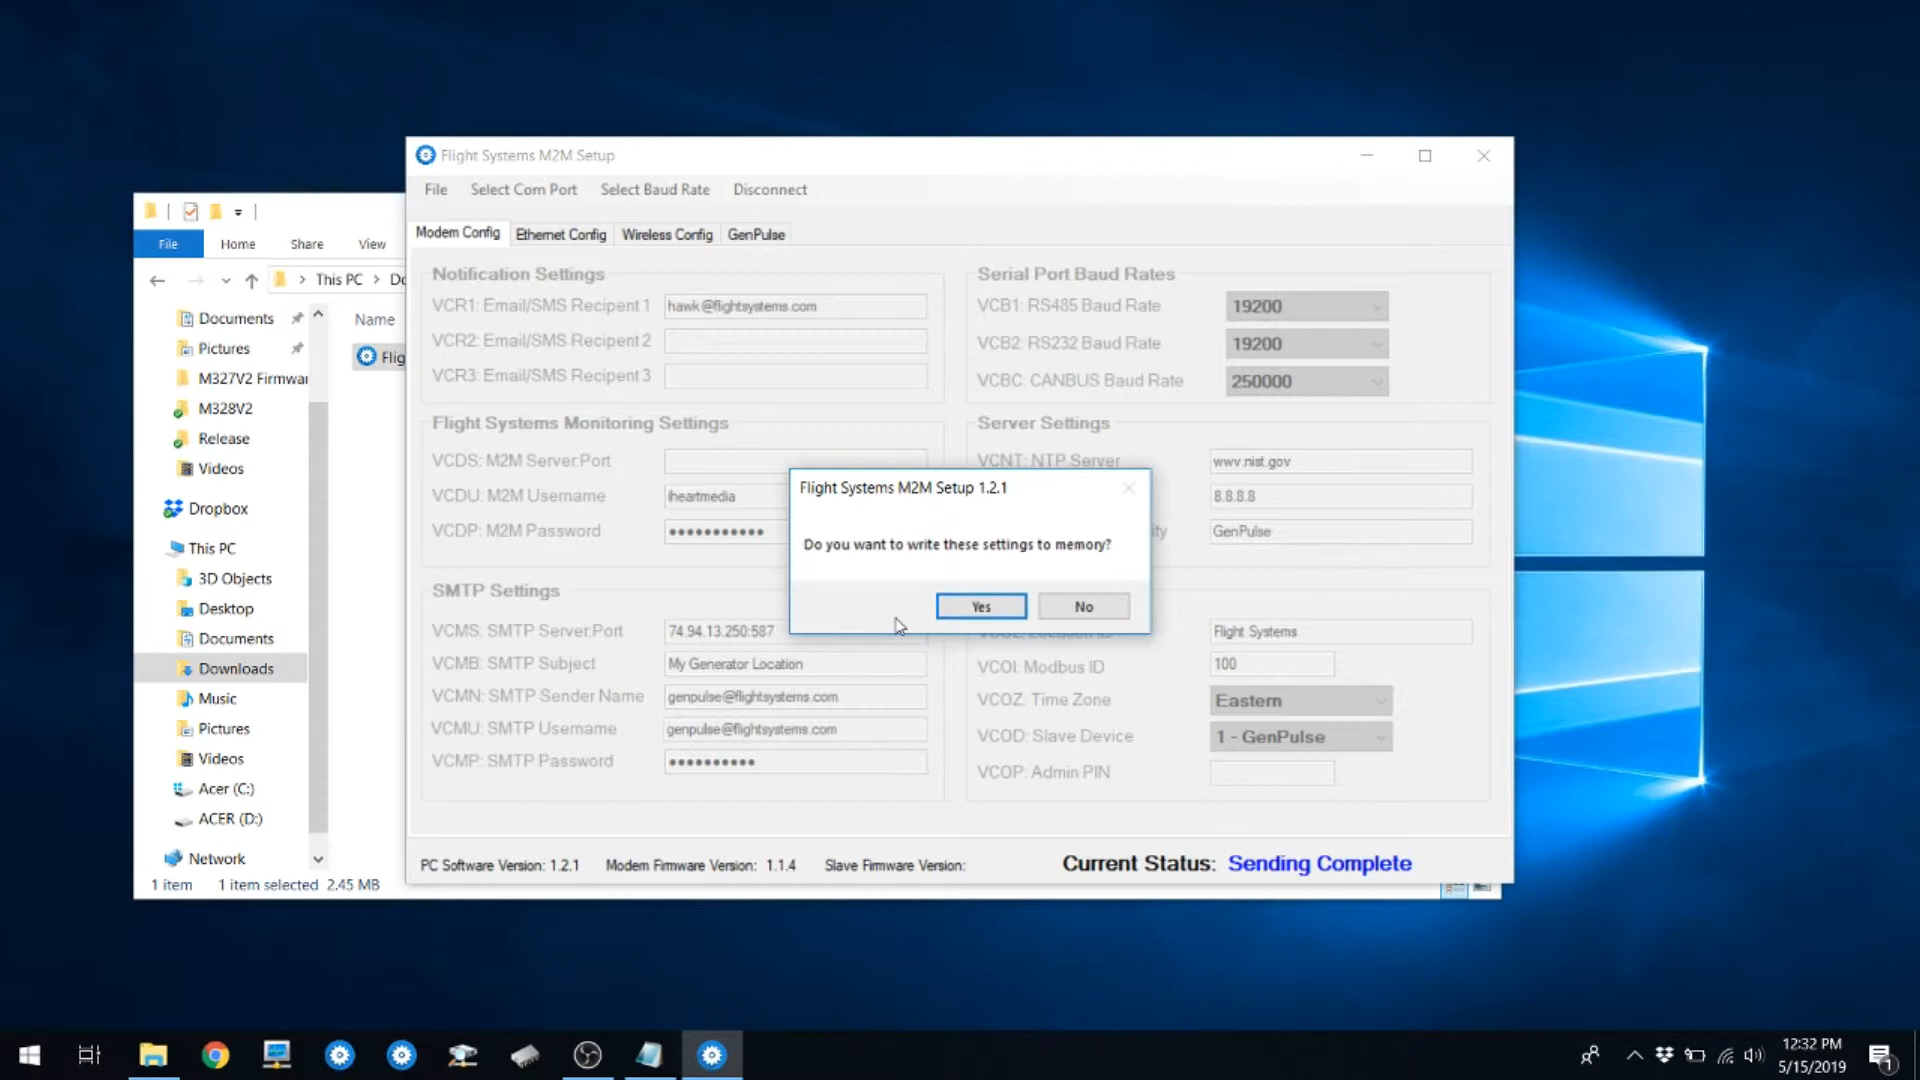 Flight Systems M2M Setup
File Select Com Port Select Baud Rate Disconnect
Modem Config Ethernet Config Wireless Config GenPulse
File Home Share View
This PC
Documents
Pictures
M327V2 Firmwar
M328V2
Release
Videos
Dropbox
This PC
3D Objects
Desktop
Documents
Downloads
Music
Pictures
Videos
Acer (C:)
ACER (D:)
Network
1 item 1 item selected 2.45 MB
Name
Flig
Notification Settings
VCR1: Email/SMS Recipent 1 hawk@flightsystems.com
VCR2: Email/SMS Recipent 2
VCR3: Email/SMS Recipent 3
Flight Systems Monitoring Settings
VCDS: M2M Server:Port
VCDU: M2M Username iheartmedia
VCDP: M2M Password •••••••••••
SMTP Settings
VCMS: SMTP Server:Port 74.94.13.250:587
VCMB: SMTP Subject My Generator Location
VCMN: SMTP Sender Name genpulse@flightsystems.com
VCMU: SMTP Username genpulse@flightsystems.com
VCMP: SMTP Password ••••••••••
Serial Port Baud Rates
VCB1: RS485 Baud Rate 19200
VCB2: RS232 Baud Rate 19200
VCBC: CANBUS Baud Rate 250000
Server Settings
VCNT: NTP Server www.nist.gov
8.8.8.8
ity GenPulse
Flight Systems
VCOI: Modbus ID 100
VCOZ: Time Zone Eastern
VCOD: Slave Device 1 - GenPulse
VCOP: Admin PIN
Flight Systems M2M Setup 1.2.1
Do you want to write these settings to memory?
Yes No
PC Software Version: 1.2.1 Modem Firmware Version: 1.1.4 Slave Firmware Version: Current Status: Sending Complete
12:32 PM
5/15/2019
1